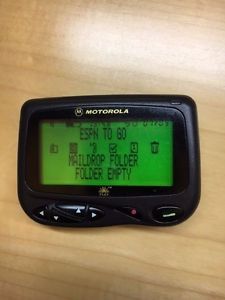 MOTOROLA
ESPN TO GO
MAILDROP FOLDER
FOLDER EMPTY